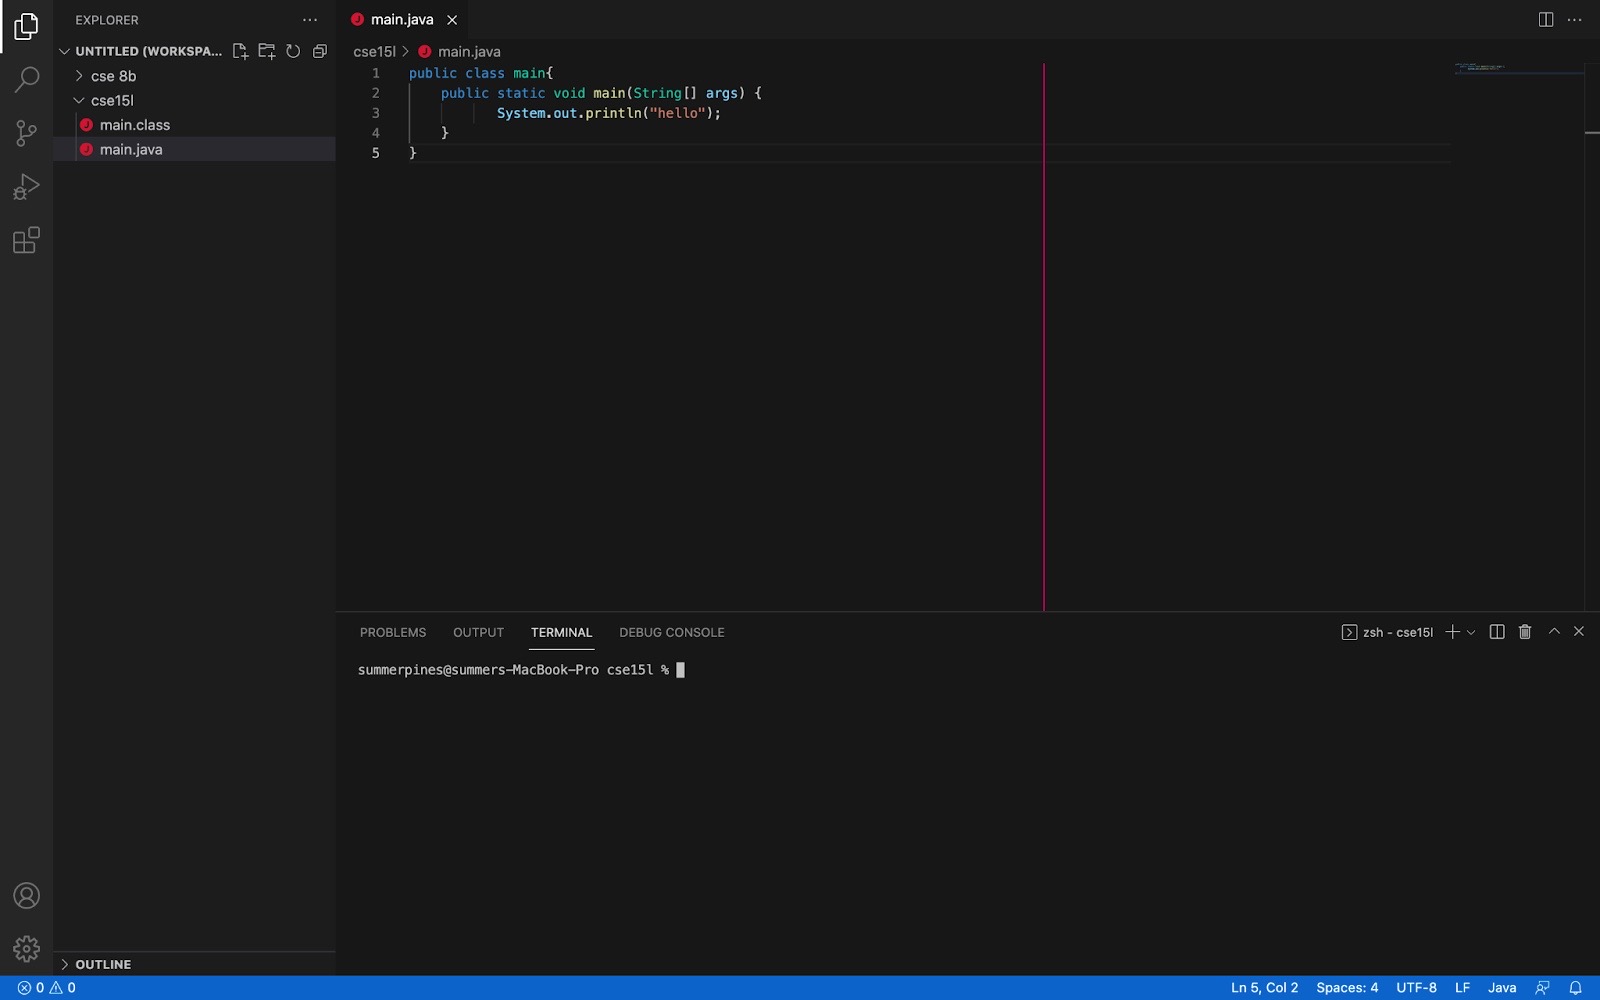 EXPLORER
UNTITLED (WORKSPA...
cse 8b
cse15l
main.class
main.java
OUTLINE
main.java
cse15l > main.java
1 public class main{
2 public static void main(String[] args) {
3 System.out.println("hello");
4 }
5 }
PROBLEMS OUTPUT TERMINAL DEBUG CONSOLE
zsh - cse15l
summerpines@summers-MacBook-Pro cse15l %
0 0
Ln 5, Col 2 Spaces: 4 UTF-8 LF Java